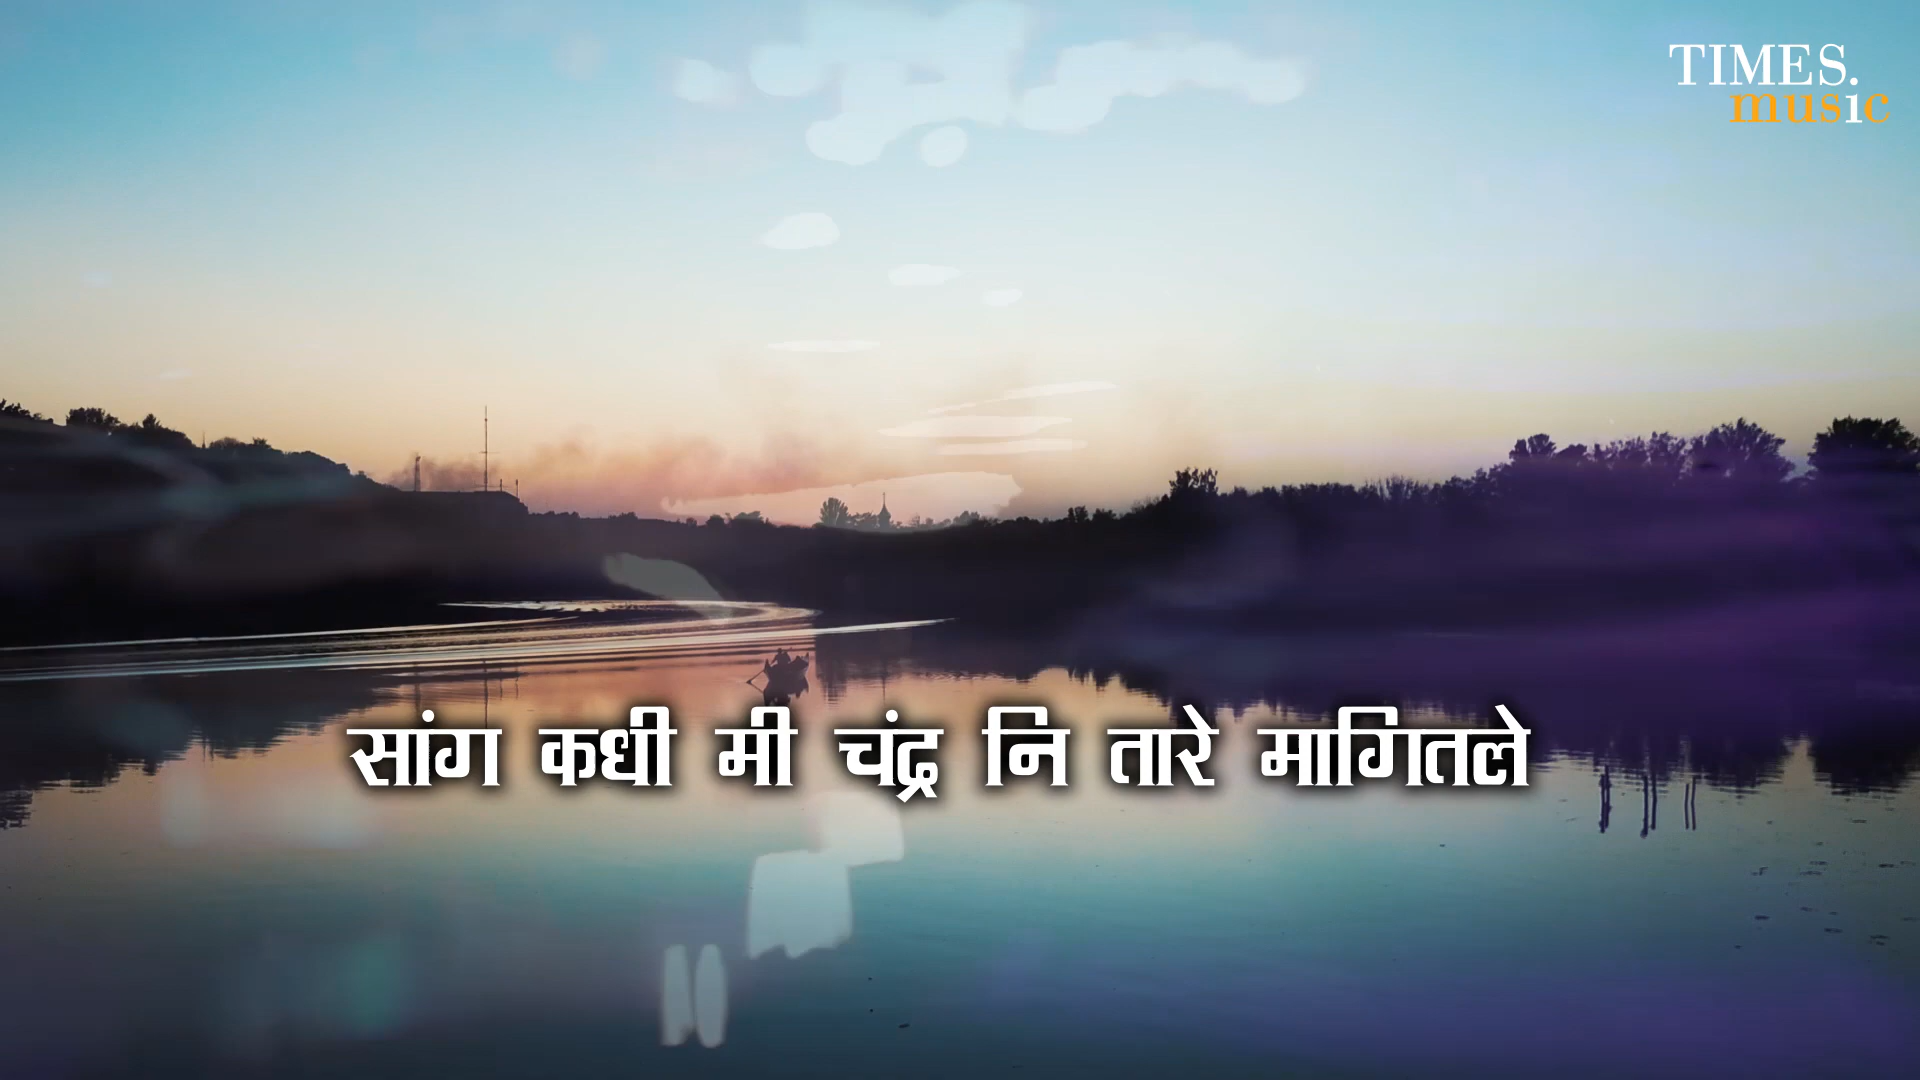 TIMES.
music
सांग कधी मी चंद्र नि तारे मागितले